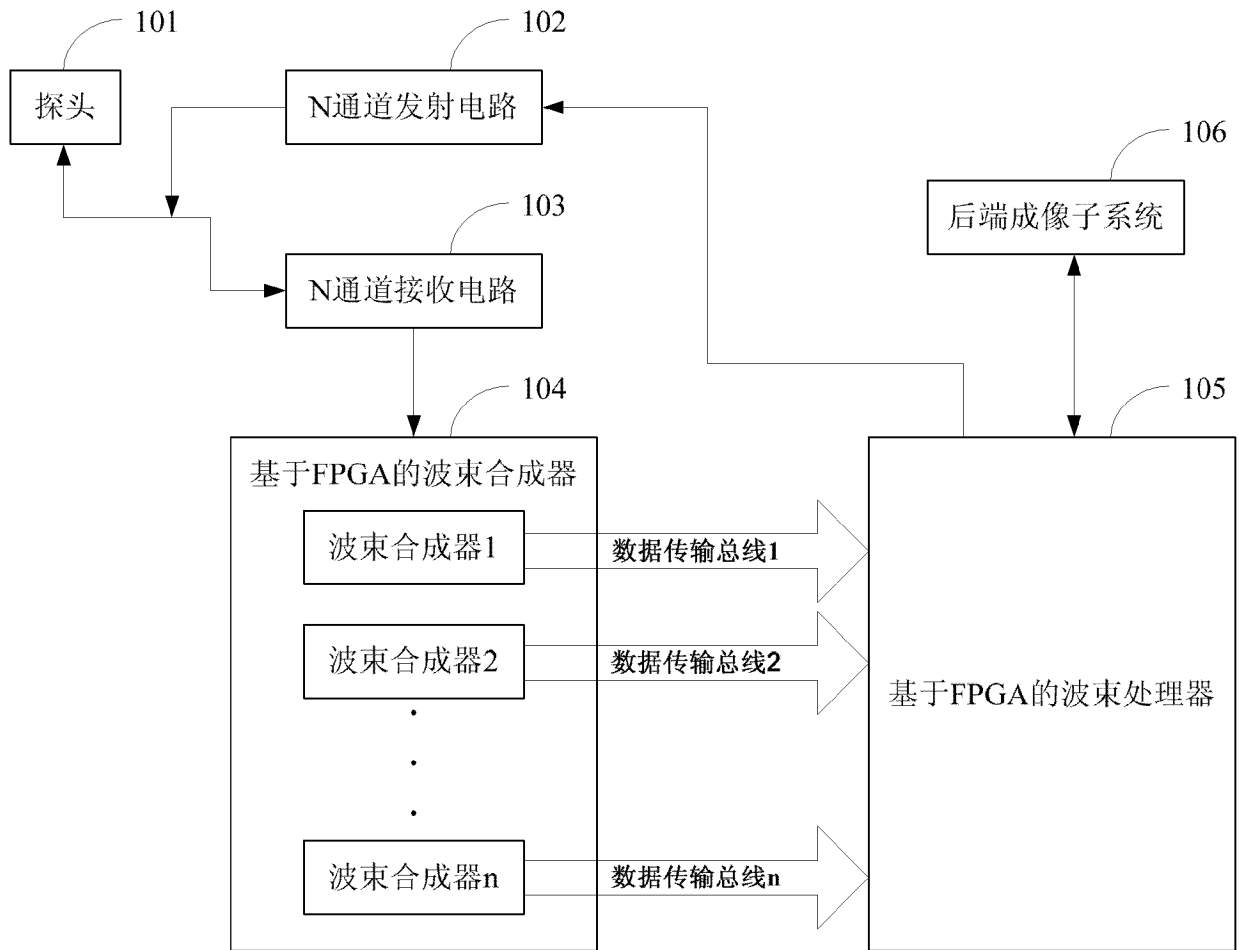 101
102
探头
N通道发射电路
106
103
后端成像子系统
N通道接收电路
104
105
基于FPGA的波束合成器
波束合成器1
数据传输总线1
波束合成器2
数据传输总线2
基于FPGA的波束处理器
波束合成器n
数据传输总线n